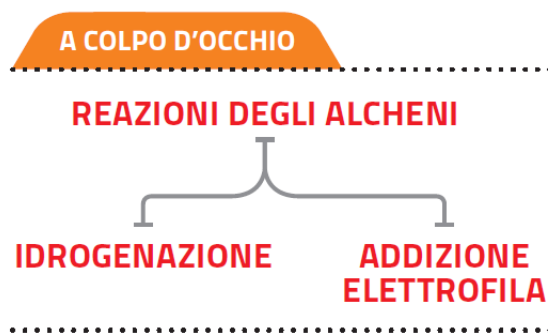 A COLPO D'OCCHIO
REAZIONI DEGLI ALCHENI
IDROGENAZIONE
ADDIZIONE
ELETTROFILA